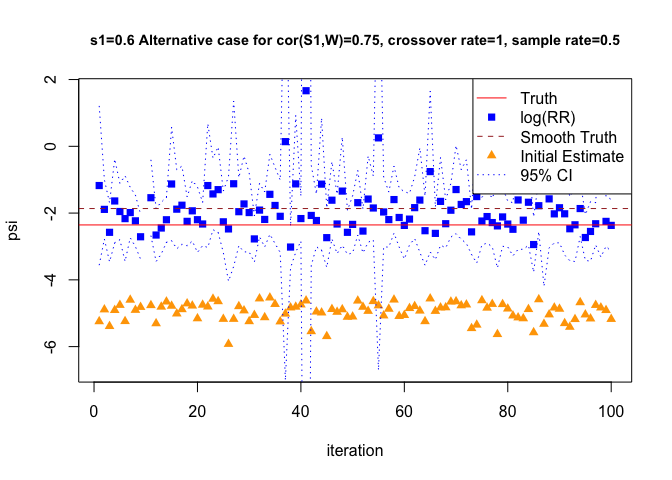 s1=0.6 Alternative case for cor(S1,W)=0.75, crossover rate=1, sample rate=0.5
Truth
log(RR)
Smooth Truth
Initial Estimate
95% CI
psi
2
0
-2
-4
-6
0 20 40 60 80 100
iteration